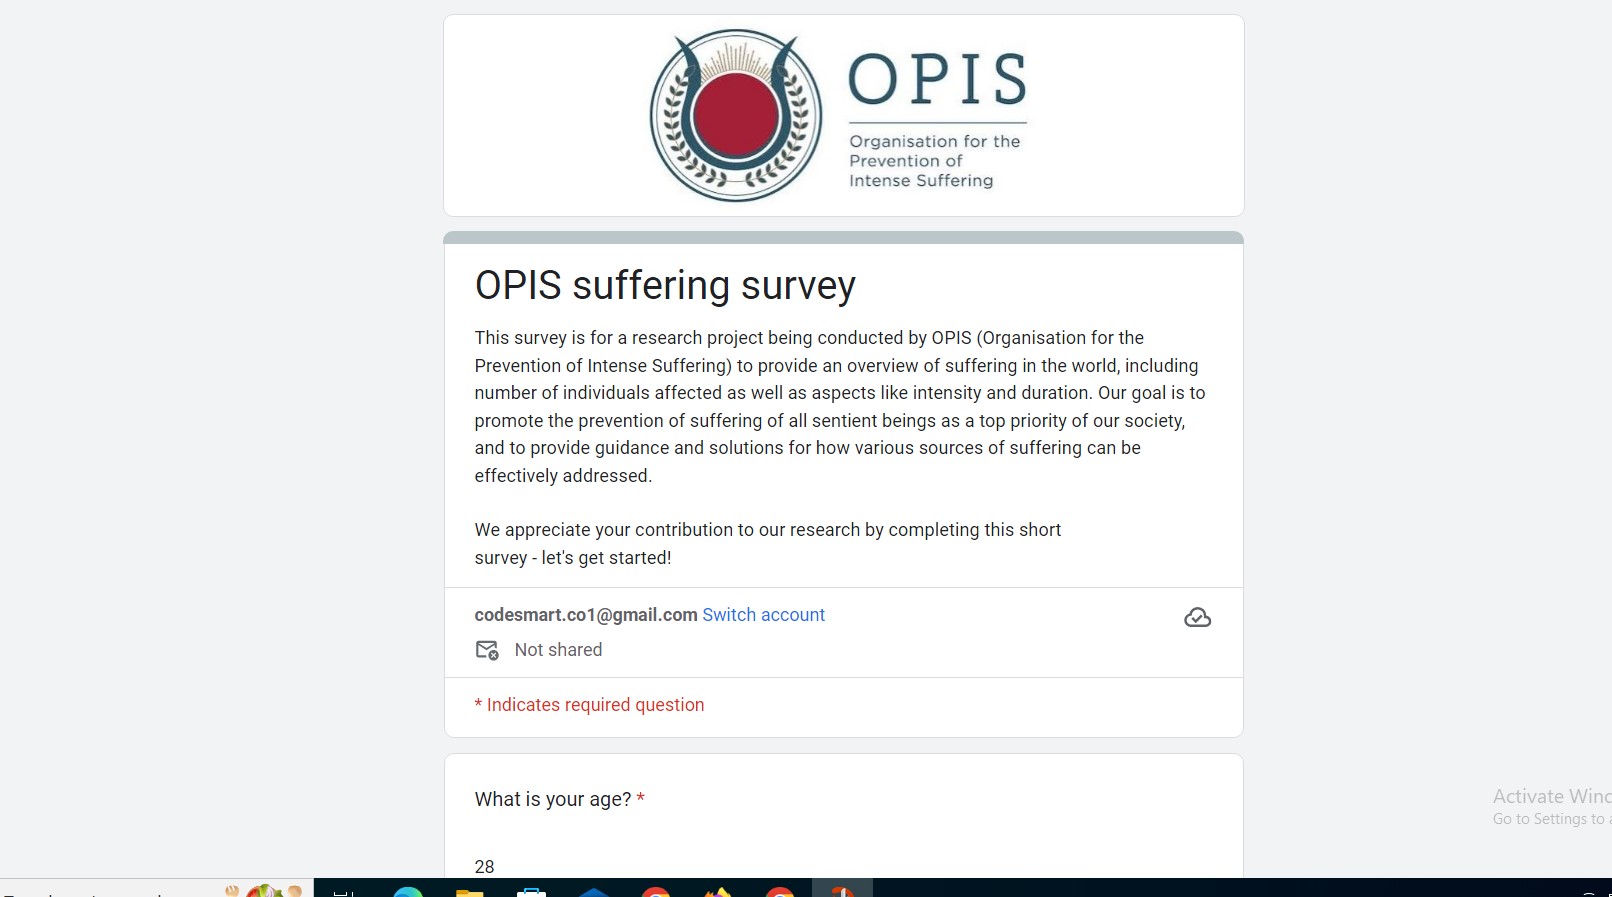 OPIS
Organisation for the
Prevention of
Intense Suffering
OPIS suffering survey
This survey is for a research project being conducted by OPIS (Organisation for the
Prevention of Intense Suffering) to provide an overview of suffering in the world, including
number of individuals affected as well as aspects like intensity and duration. Our goal is to
promote the prevention of suffering of all sentient beings as a top priority of our society,
and to provide guidance and solutions for how various sources of suffering can be
effectively addressed.
We appreciate your contribution to our research by completing this short
survey - let's get started!
codesmart.co1@gmail.com Switch account
Not shared
* Indicates required question
What is your age? *
28
Activate Winc
Go to Settings to a